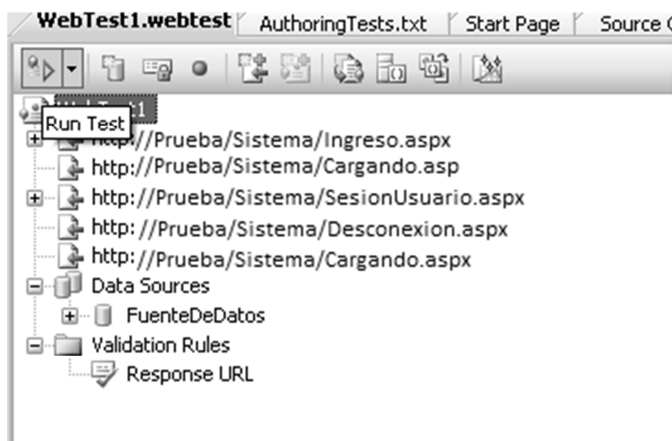 WebTest1.webtest AuthoringTests.txt Start Page Source
Run Test
http://Prueba/Sistema/Ingreso.aspx
http://Prueba/Sistema/Cargando.asp
http://Prueba/Sistema/SesionUsuario.aspx
http://Prueba/Sistema/Desconexion.aspx
http://Prueba/Sistema/Cargando.aspx
Data Sources
FuenteDeDatos
Validation Rules
Response URL